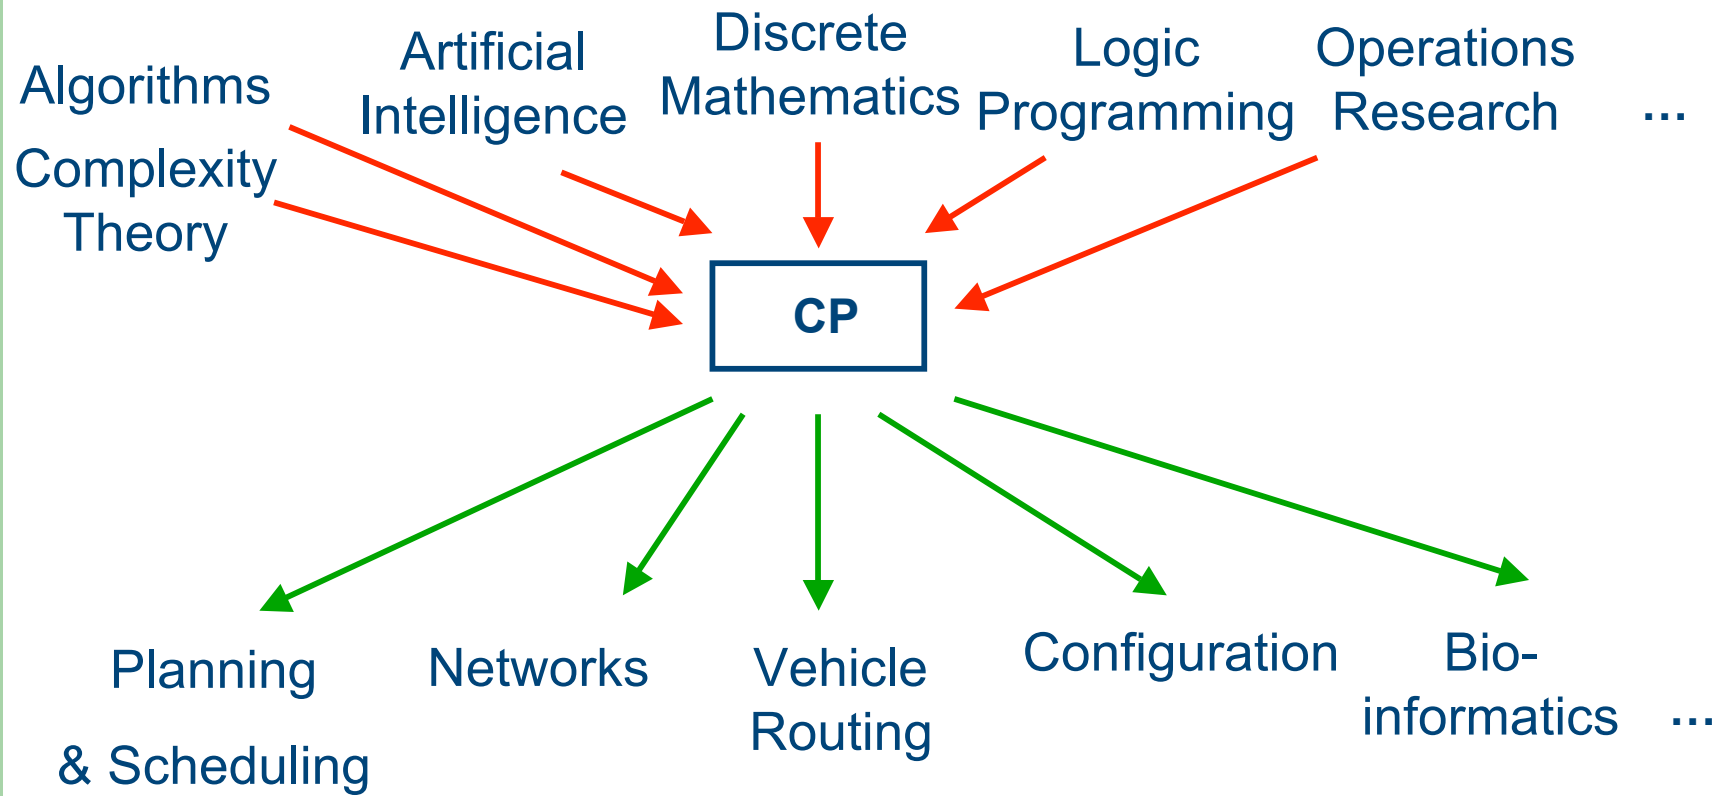 Algorithms
Complexity
Theory
Artificial
Intelligence
Discrete
Mathematics
Logic
Programming
Operations
Research
...
CP
Planning
& Scheduling
Networks
Vehicle
Routing
Configuration
Bio-
informatics
...